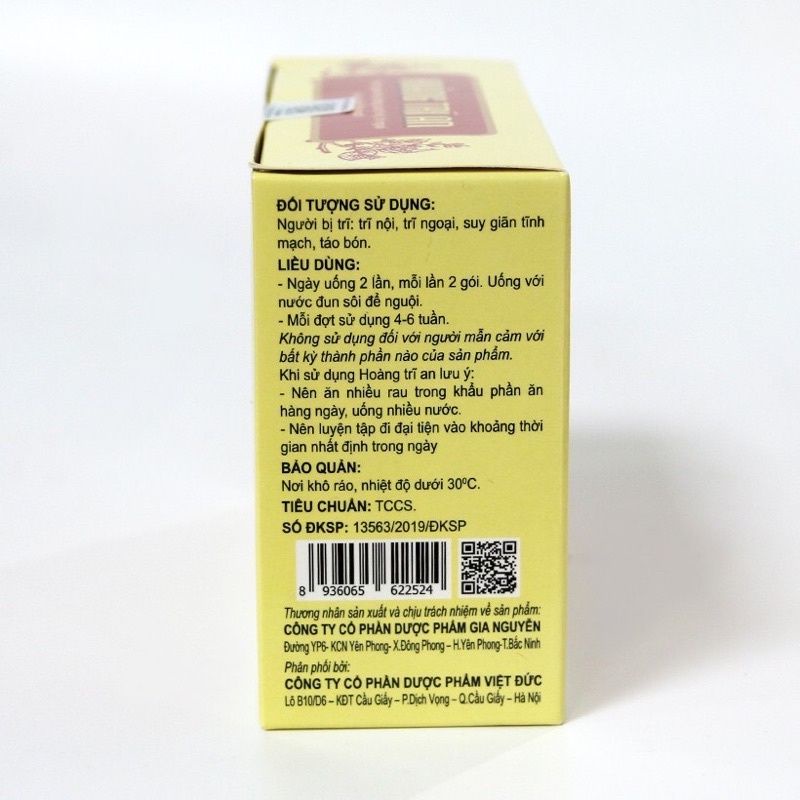 ĐỐI TƯỢNG SỬ DỤNG:
Người bị trĩ: trĩ nội, trĩ ngoại, suy giãn tĩnh
mạch, táo bón.
LIỀU DÙNG:
- Ngày uống 2 lần, mỗi lần 2 gói. Uống với
nước đun sôi để nguội.
- Mỗi đợt sử dụng 4-6 tuần.
Không sử dụng đối với người mẫn cảm với
bất kỳ thành phần nào của sản phẩm.
Khi sử dụng Hoàng trĩ an lưu ý:
- Nên ăn nhiều rau trong khẩu phần ăn
hàng ngày, uống nhiều nước.
- Nên luyện tập đi đại tiện vào khoảng thời
gian nhất định trong ngày
BẢO QUẢN:
Nơi khô ráo, nhiệt độ dưới 30⁰C.
TIÊU CHUẨN: TCCS.
SỐ ĐKSP: 13563/2019/ĐKSP
8 936065 622524
Thương nhân sản xuất và chịu trách nhiệm về sản phẩm:
CÔNG TY CỔ PHẦN DƯỢC PHẨM GIA NGUYÊN
Đường YP6- KCN Yên Phong- X.Đông Phong – H.Yên Phong-T.Bắc Ninh
Phân phối bởi:
CÔNG TY CỔ PHẦN DƯỢC PHẨM VIỆT ĐỨC
Lô B10/D6 – KĐT Cầu Giấy – P.Dịch Vọng – Q.Cầu Giấy – Hà Nội